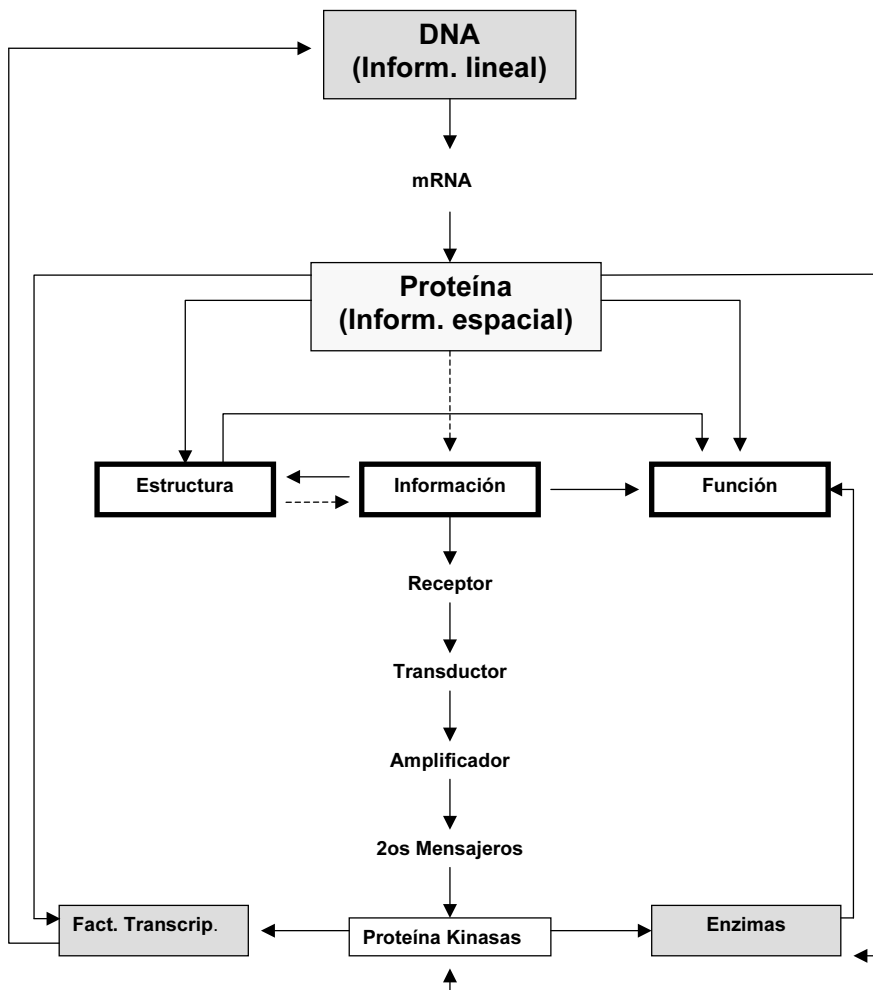 DNA
(Inform. lineal)
mRNA
Proteína
(Inform. espacial)
Estructura
Información
Función
Receptor
Transductor
Amplificador
2os Mensajeros
Fact. Transcrip.
Proteína Kinasas
Enzimas